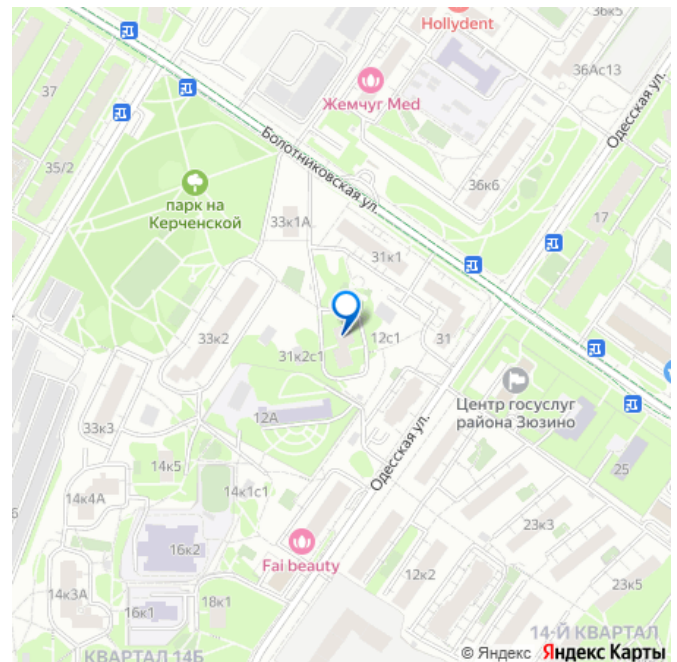 36к5
Hollydent
36Ас13
37
Жемчуг Med
Одесская ул.
Болотниковская ул.
35/2
парк на
Керченской
36к6
33к1А
17
31к1
33к2
12с1
31
31к2с1
Центр госуслуг
района Зюзино
12А
Одесская ул.
33к3
14к5
25
14к4А
14к1с1
23к3
16к2
Fai beauty
12к2
14к3А
18к1
23к5
16к1
14-Й КВАРТАЛ
КВАРТАЛ 14Б
© Яндекс Яндекс Карты